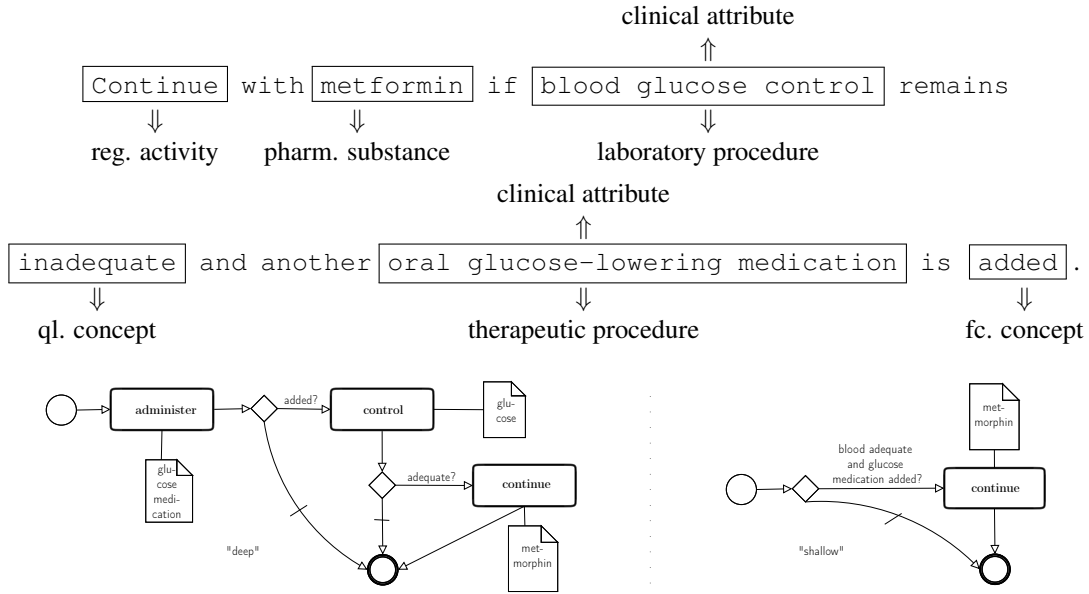 clinical attribute
⇑
Continue with metformin if blood glucose control remains
⇓ ⇓ ⇓
reg. activity pharm. substance laboratory procedure
clinical attribute
⇑
inadequate and another oral glucose-lowering medication is added .
⇓ ⇓ ⇓
ql. concept therapeutic procedure fc. concept
administer
added?
control
glu-
cose
glu-
cose
medi-
cation
adequate?
continue
met-
morphin
"deep"
met-
morphin
blood adequate
and glucose
medication added?
continue
"shallow"